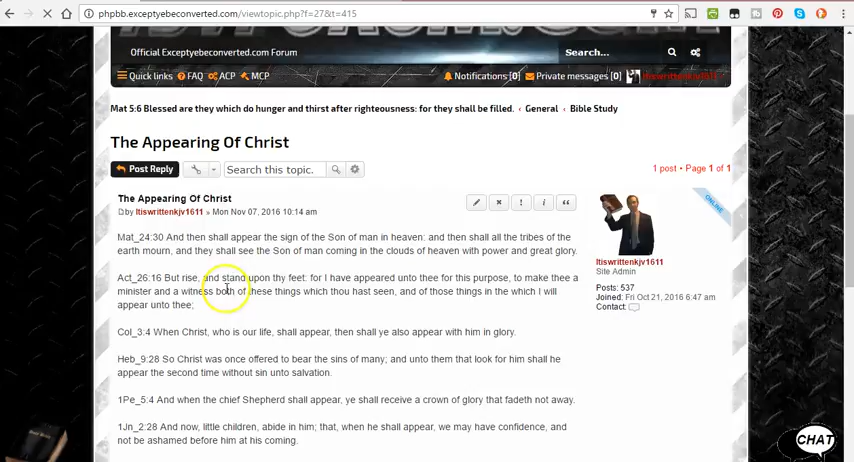 phpbb.exceptyebeconverted.com/viewtopic.php?f=27&t=415
Official Exceptyebeconverted.com Forum
Search...
Quick links FAQ ACP MCP
Notifications [0] Private messages [0] Itiswrittenkjv1611
Mat 5:6 Blessed are they which do hunger and thirst after righteousness: for they shall be filled. ‹ General ‹ Bible Study
The Appearing Of Christ
Post Reply
Search this topic.
1 post • Page 1 of 1
The Appearing Of Christ
by Itiswrittenkjv1611 » Mon Nov 07, 2016 10:14 am
Mat_24:30 And then shall appear the sign of the Son of man in heaven: and then shall all the tribes of the
earth mourn, and they shall see the Son of man coming in the clouds of heaven with power and great glory.
Act_26:16 But rise, and stand upon thy feet: for I have appeared unto thee for this purpose, to make thee a
minister and a witness both of these things which thou hast seen, and of those things in the which I will
appear unto thee;
Col_3:4 When Christ, who is our life, shall appear, then shall ye also appear with him in glory.
Heb_9:28 So Christ was once offered to bear the sins of many; and unto them that look for him shall he
appear the second time without sin unto salvation.
1Pe_5:4 And when the chief Shepherd shall appear, ye shall receive a crown of glory that fadeth not away.
1Jn_2:28 And now, little children, abide in him; that, when he shall appear, we may have confidence, and
not be ashamed before him at his coming.
ONLINE
Itiswrittenkjv1611
Site Admin
Posts: 537
Joined: Fri Oct 21, 2016 6:47 am
Contact:
CHAT